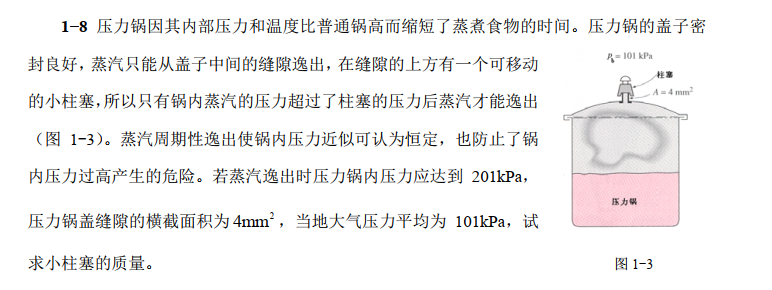 1−8 压力锅因其内部压力和温度比普通锅高而缩短了蒸煮食物的时间。压力锅的盖子密
封良好，蒸汽只能从盖子中间的缝隙逸出，在缝隙的上方有一个可移动
的小柱塞，所以只有锅内蒸汽的压力超过了柱塞的压力后蒸汽才能逸出
（图 1−3）。蒸汽周期性逸出使锅内压力近似可认为恒定，也防止了锅
内压力过高产生的危险。若蒸汽逸出时压力锅内压力应达到 201kPa，
压力锅盖缝隙的横截面积为 4mm²，当地大气压力平均为 101kPa，试
求小柱塞的质量。
p_b = 101 kPa
柱塞
A = 4 mm²
压力锅
图 1−3